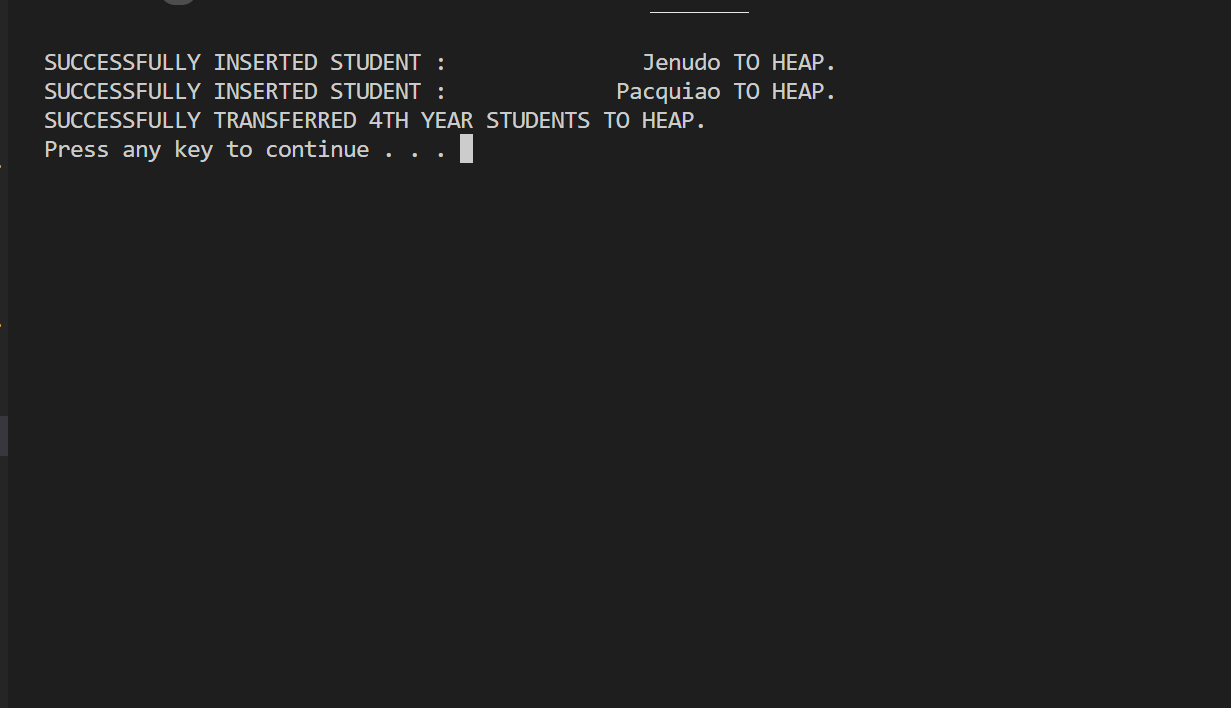 SUCCESSFULLY INSERTED STUDENT :               Jenudo TO HEAP.
SUCCESSFULLY INSERTED STUDENT :             Pacquiao TO HEAP.
SUCCESSFULLY TRANSFERRED 4TH YEAR STUDENTS TO HEAP.
Press any key to continue . . .